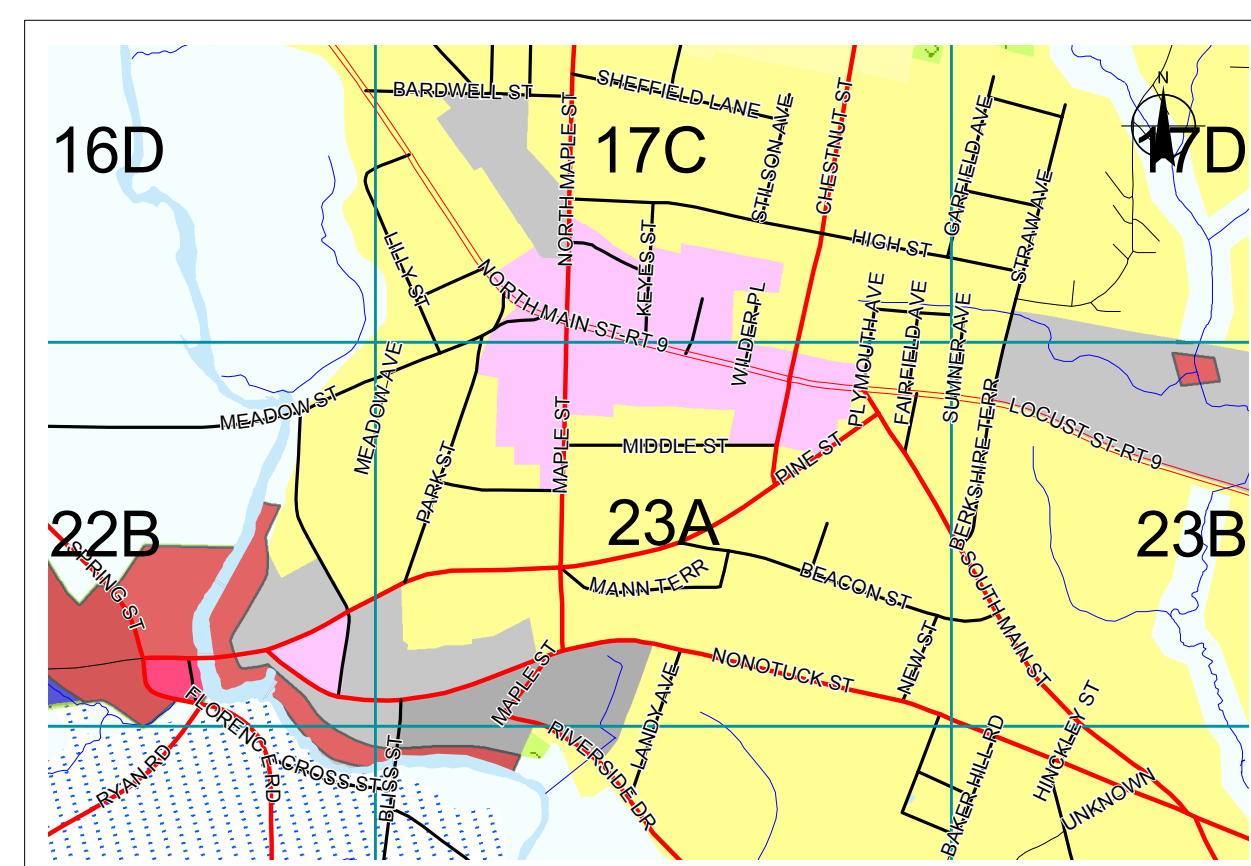 N
BARDWELL ST
SHEFFIELD LANE
16D
17C
17D
NORTH MAPLE ST
STILSON AVE
CHESTNUT ST
GARFIELD AVE
STRAW AVE
LILLY ST
KEYES ST
HIGH ST
NORTH MAIN ST-RT 9
WILDER PL
PLYMOUTH AVE
FAIRFIELD AVE
SUMNER AVE
MEADOW ST
MEADOW AVE
MAPLE ST
BERKSHIRE TERR
LOCUST ST-RT 9
PARK ST
MIDDLE ST
PINE ST
22B
23A
23B
SPRING ST
MANN TERR
BEACON ST
SOUTH MAIN ST
MAPLE ST
NONOTUCK ST
NEW ST
LANDY AVE
HINCKLEY ST
FLORENCE RD
RIVERSIDE DR
RYAN RD
CROSS ST
BLISS ST
BAKER HILL RD
UNKNOWN